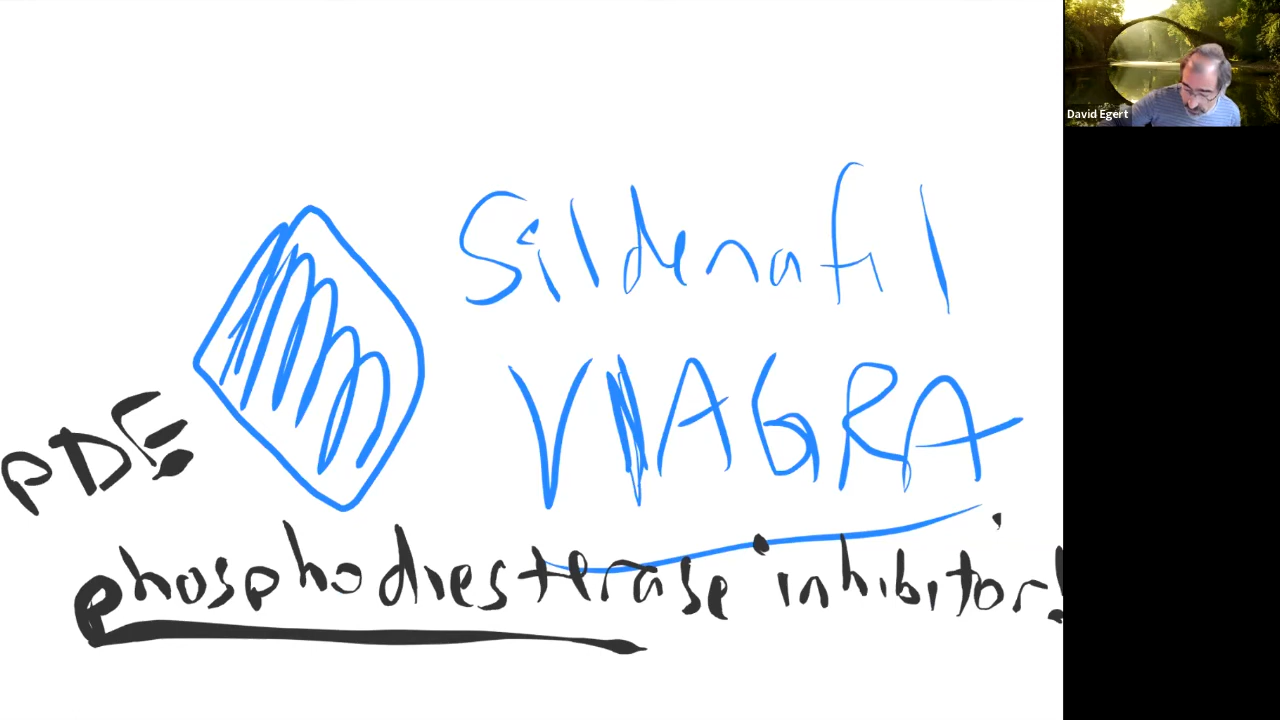 Sildenafil
VIAGRA
PDE
phosphodiesterase inhibitor!
David Egert